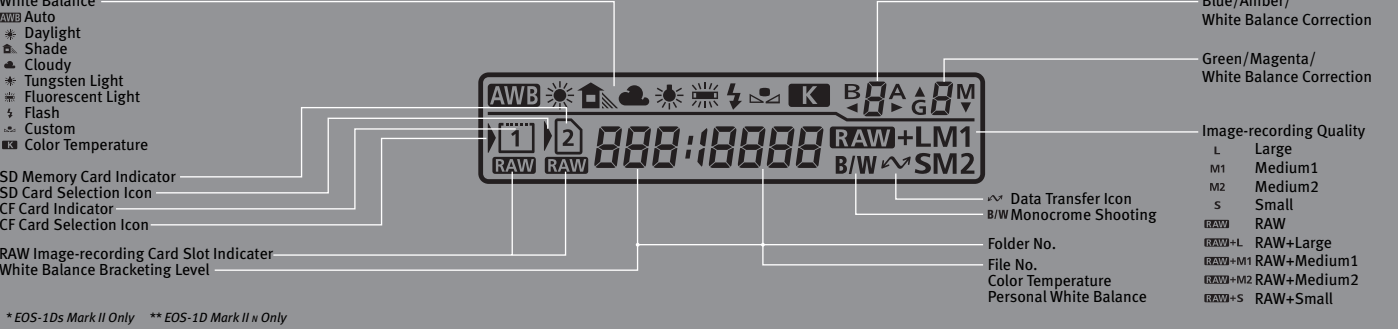 White Balance
AWB Auto
Daylight
Shade
Cloudy
Tungsten Light
Fluorescent Light
Flash
Custom
K Color Temperature
SD Memory Card Indicator
SD Card Selection Icon
CF Card Indicator
CF Card Selection Icon
RAW Image-recording Card Slot Indicater
White Balance Bracketing Level
* EOS-1Ds Mark II Only ** EOS-1D Mark II N Only
AWB K B 8 A G 8 M
1 2 888:18888 RAW +LM1
RAW RAW B/W SM2
Data Transfer Icon
B/W Monocrome Shooting
Folder No.
File No.
Color Temperature
Personal White Balance
Blue/Amber/
White Balance Correction
Green/Magenta/
White Balance Correction
Image-recording Quality
L Large
M1 Medium1
M2 Medium2
S Small
RAW RAW
RAW+L RAW+Large
RAW+M1 RAW+Medium1
RAW+M2 RAW+Medium2
RAW+S RAW+Small